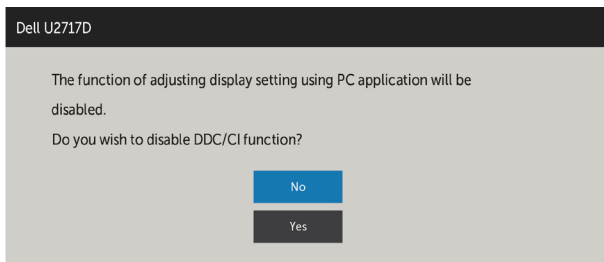 Dell U2717D
The function of adjusting display setting using PC application will be
disabled.
Do you wish to disable DDC/CI function?
No
Yes